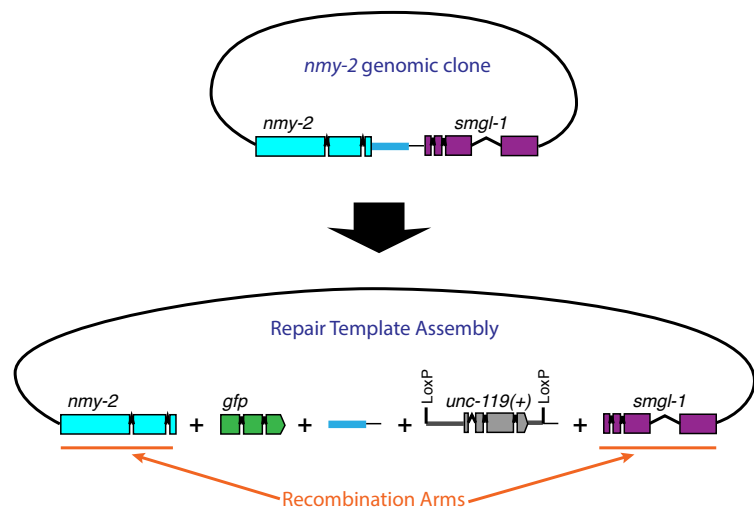 nmy-2 genomic clone
nmy-2
smgl-1
Repair Template Assembly
nmy-2
+
gfp
+
+
LoxP
unc-119(+)
LoxP
+
smgl-1
Recombination Arms